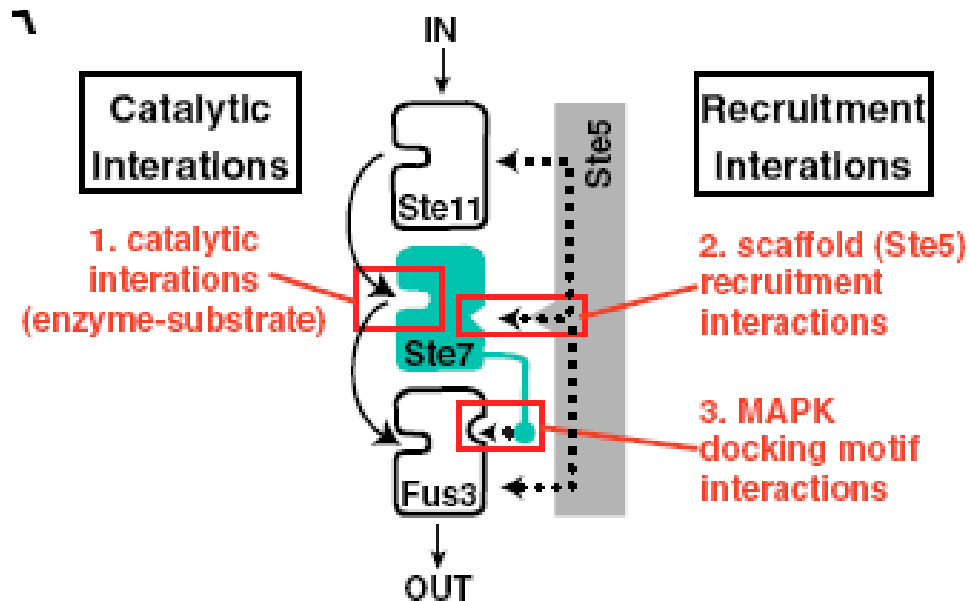 IN
Catalytic
Interations
Recruitment
Interations
Ste5
Ste11
1. catalytic
interations
(enzyme-substrate)
2. scaffold (Ste5)
recruitment
interactions
Ste7
3. MAPK
docking motif
interactions
Fus3
OUT